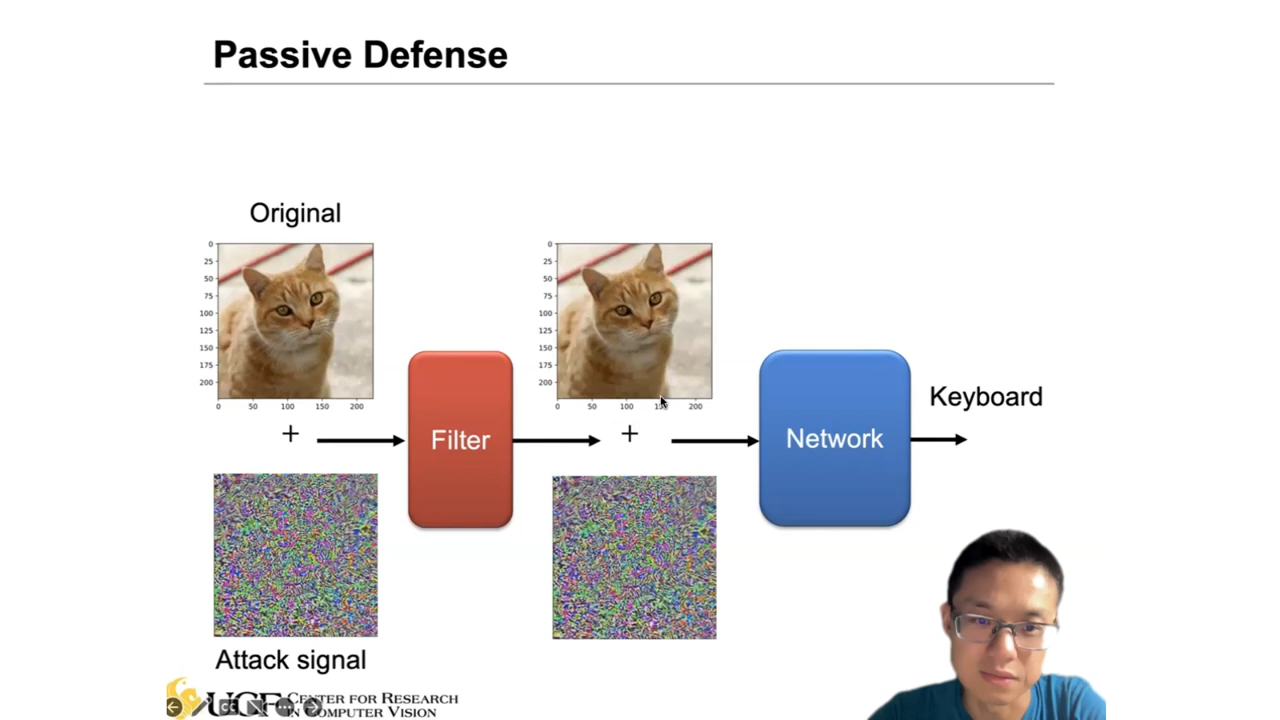 Passive Defense
Original
0
25
50
75
100
125
150
175
200
0 50 100 150 200
0
25
50
75
100
125
150
175
200
0 50 100 150 200
+
+
Filter
Network
Keyboard
Attack signal
UCF CENTER FOR RESEARCH
IN COMPUTER VISION